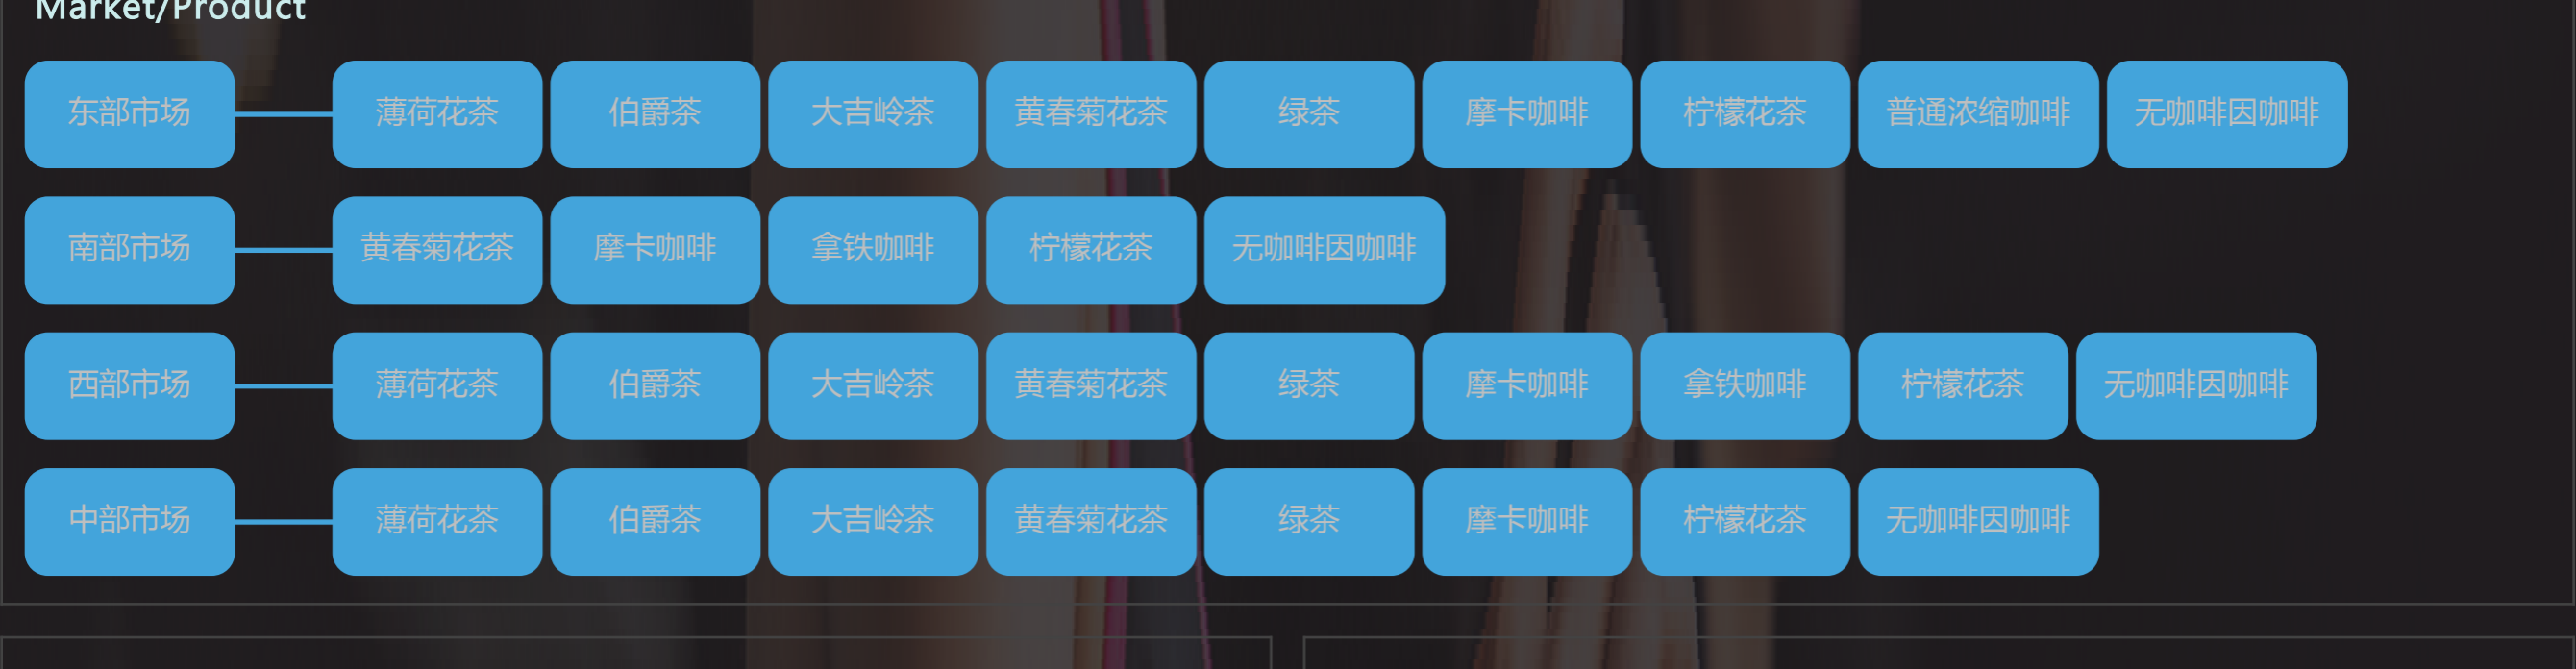 Market/Product
东部市场 薄荷花茶 伯爵茶 大吉岭茶 黄春菊花茶 绿茶 摩卡咖啡 柠檬花茶 普通浓缩咖啡 无咖啡因咖啡
南部市场 黄春菊花茶 摩卡咖啡 拿铁咖啡 柠檬花茶 无咖啡因咖啡
西部市场 薄荷花茶 伯爵茶 大吉岭茶 黄春菊花茶 绿茶 摩卡咖啡 拿铁咖啡 柠檬花茶 无咖啡因咖啡
中部市场 薄荷花茶 伯爵茶 大吉岭茶 黄春菊花茶 绿茶 摩卡咖啡 柠檬花茶 无咖啡因咖啡